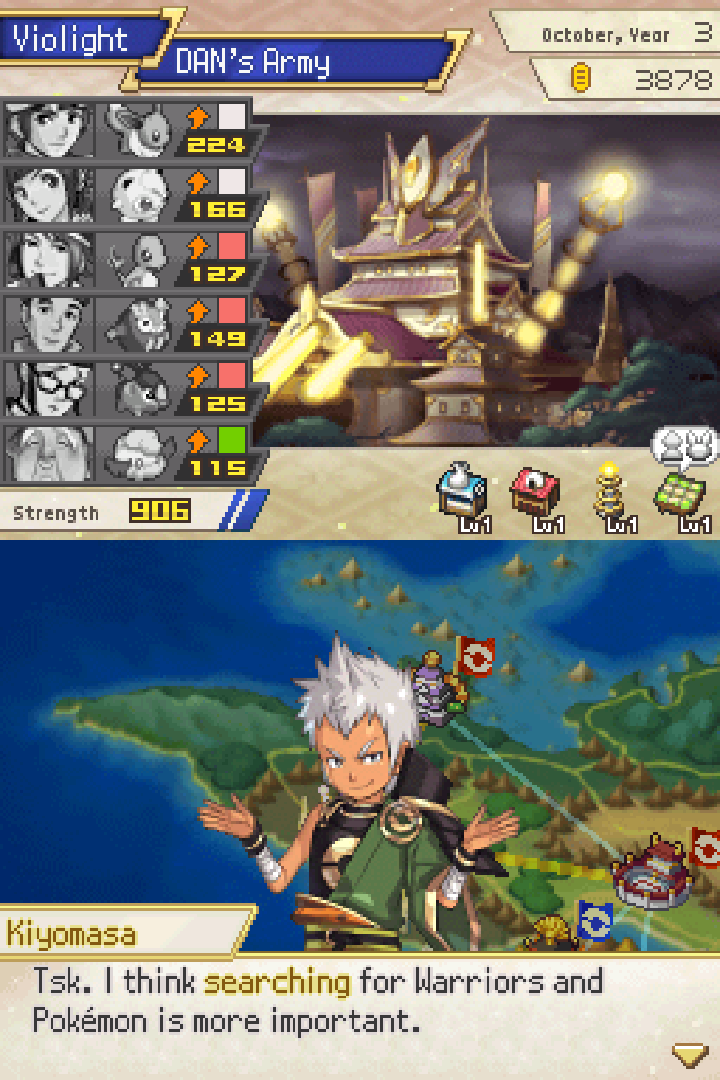 Violight
DAN's Army
October, Year 3
3878
224
166
127
149
125
115
Strength 906
Lv1 Lv1 Lv1 Lv1
Kiyomasa
Tsk. I think searching for Warriors and
Pokémon is more important.